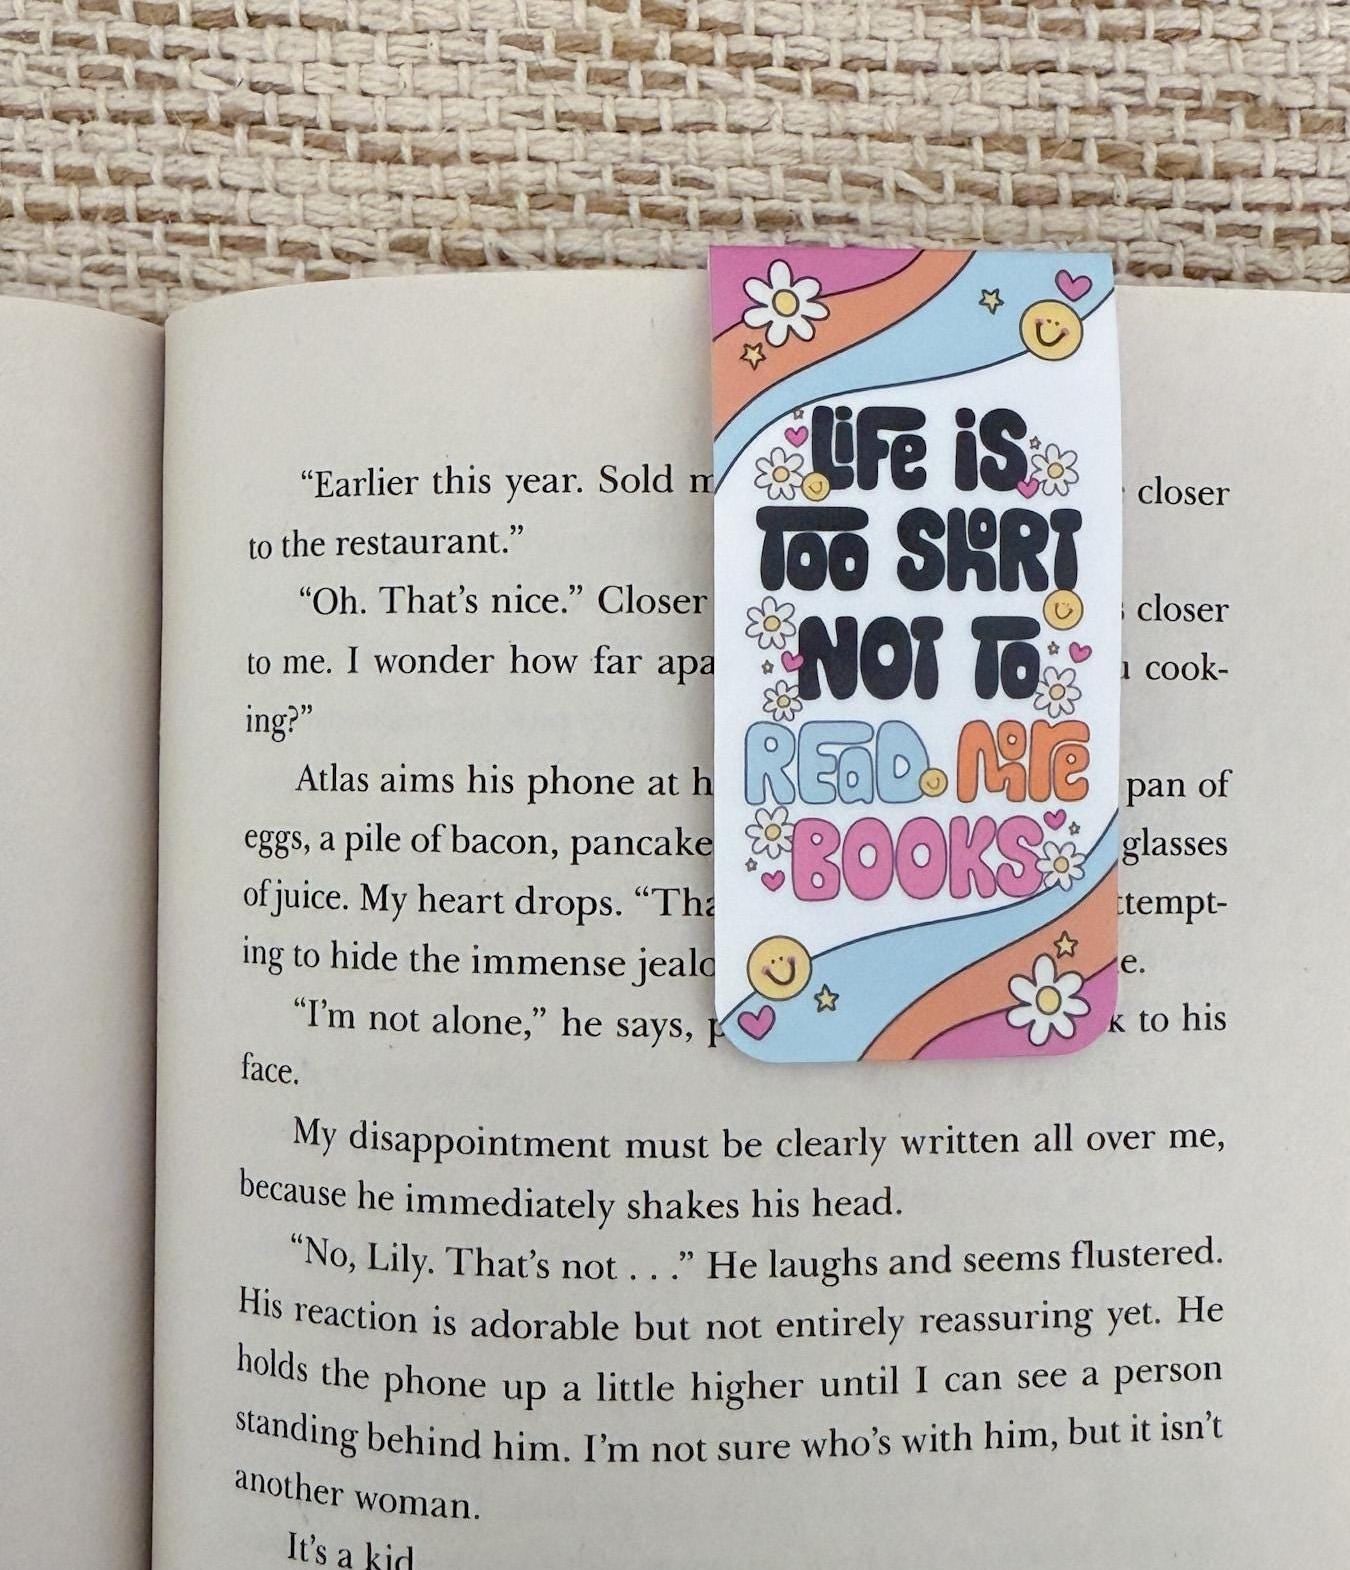 LIFE IS
TOO SHORT
NOT TO
READ MORE
BOOKS
“Earlier this year. Sold closer
to the restaurant.”
“Oh. That’s nice.” Closer closer
to me. I wonder how far cook-
ing?”
Atlas aims his phone at pan of
eggs, a pile of bacon, glasses
of juice. My heart drops.
ing to hide the immense
“I’m not alone,” he says, to his
face.
My disappointment must be clearly written all over me,
because he immediately shakes his head.
“No, Lily. That’s not . . .” He laughs and seems flustered.
His reaction is adorable but not entirely reassuring yet. He
holds the phone up a little higher until I can see a person
standing behind him. I’m not sure who’s with him, but it isn’t
another woman.
It’s a kid